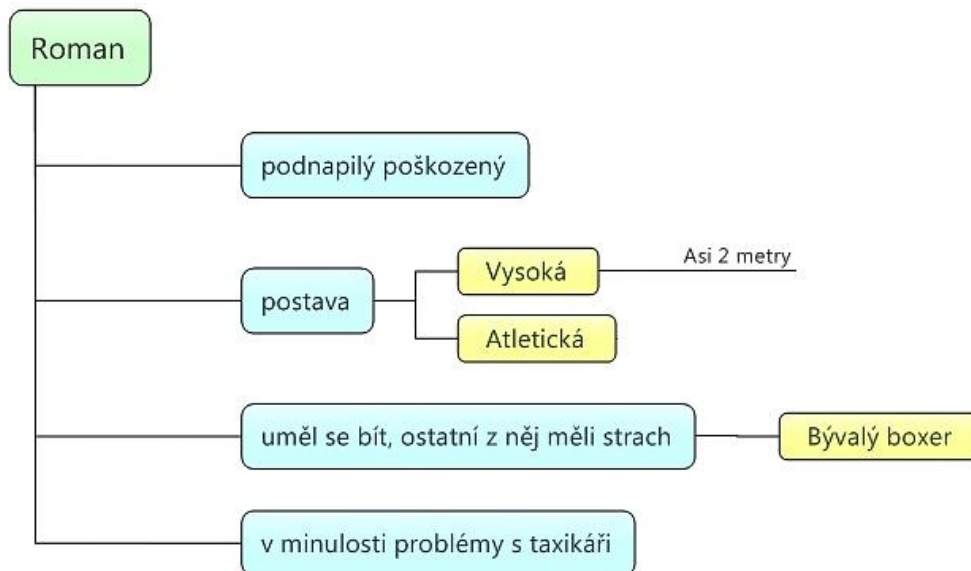 Roman
podnapilý poškozený
postava
Vysoká
Asi 2 metry
Atletická
uměl se bít, ostatní z něj měli strach
Bývalý boxer
v minulosti problémy s taxikáři